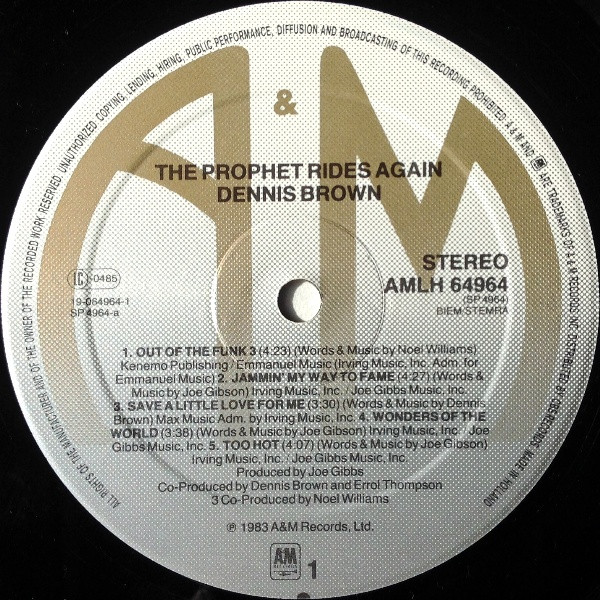 ALL RIGHTS OF THE MANUFACTURER AND OF THE OWNER OF THE RECORDED WORK RESERVED. UNAUTHORIZED COPYING, LENDING, HIRING, PUBLIC PERFORMANCE, DIFFUSION AND BROADCASTING OF THIS RECORDING PROHIBITED. A & M AND AM ARE TRADEMARKS OF A & M RECORDS INC. DISTRIBUTED BY CBS RECORDS. MADE IN HOLLAND
A&M
THE PROPHET RIDES AGAIN
DENNIS BROWN
LC -0485
19-084964-1
SP 4964-a
STEREO
AMLH 64964
(SP 4964)
BIEM/STEMRA
1. OUT OF THE FUNK 3 (4:23) (Words & Music by Noel Williams)
Kenemo Publishing / Emmanuel Music (Irving Music, Inc. Adm. for
Emmanuel Music) 2. JAMMIN' MY WAY TO FAME (4:27) (Words &
Music by Joe Gibson) Irving Music, Inc. / Joe Gibbs Music, Inc.
3. SAVE A LITTLE LOVE FOR ME (3:30) (Words & Music by Dennis
Brown) Max Music Adm. by Irving Music, Inc. 4. WONDERS OF THE
WORLD (3:38) (Words & Music by Joe Gibson) Irving Music, Inc / Joe
Gibbs Music, Inc. 5. TOO HOT (4:07) (Words & Music by Joe Gibson)
Irving Music, Inc. / Joe Gibbs Music, Inc.
Produced by Joe Gibbs
Co-Produced by Dennis Brown and Errol Thompson
3 Co-Produced by Noel Williams
℗ 1983 A&M Records, Ltd.
AM
RECORDS
1